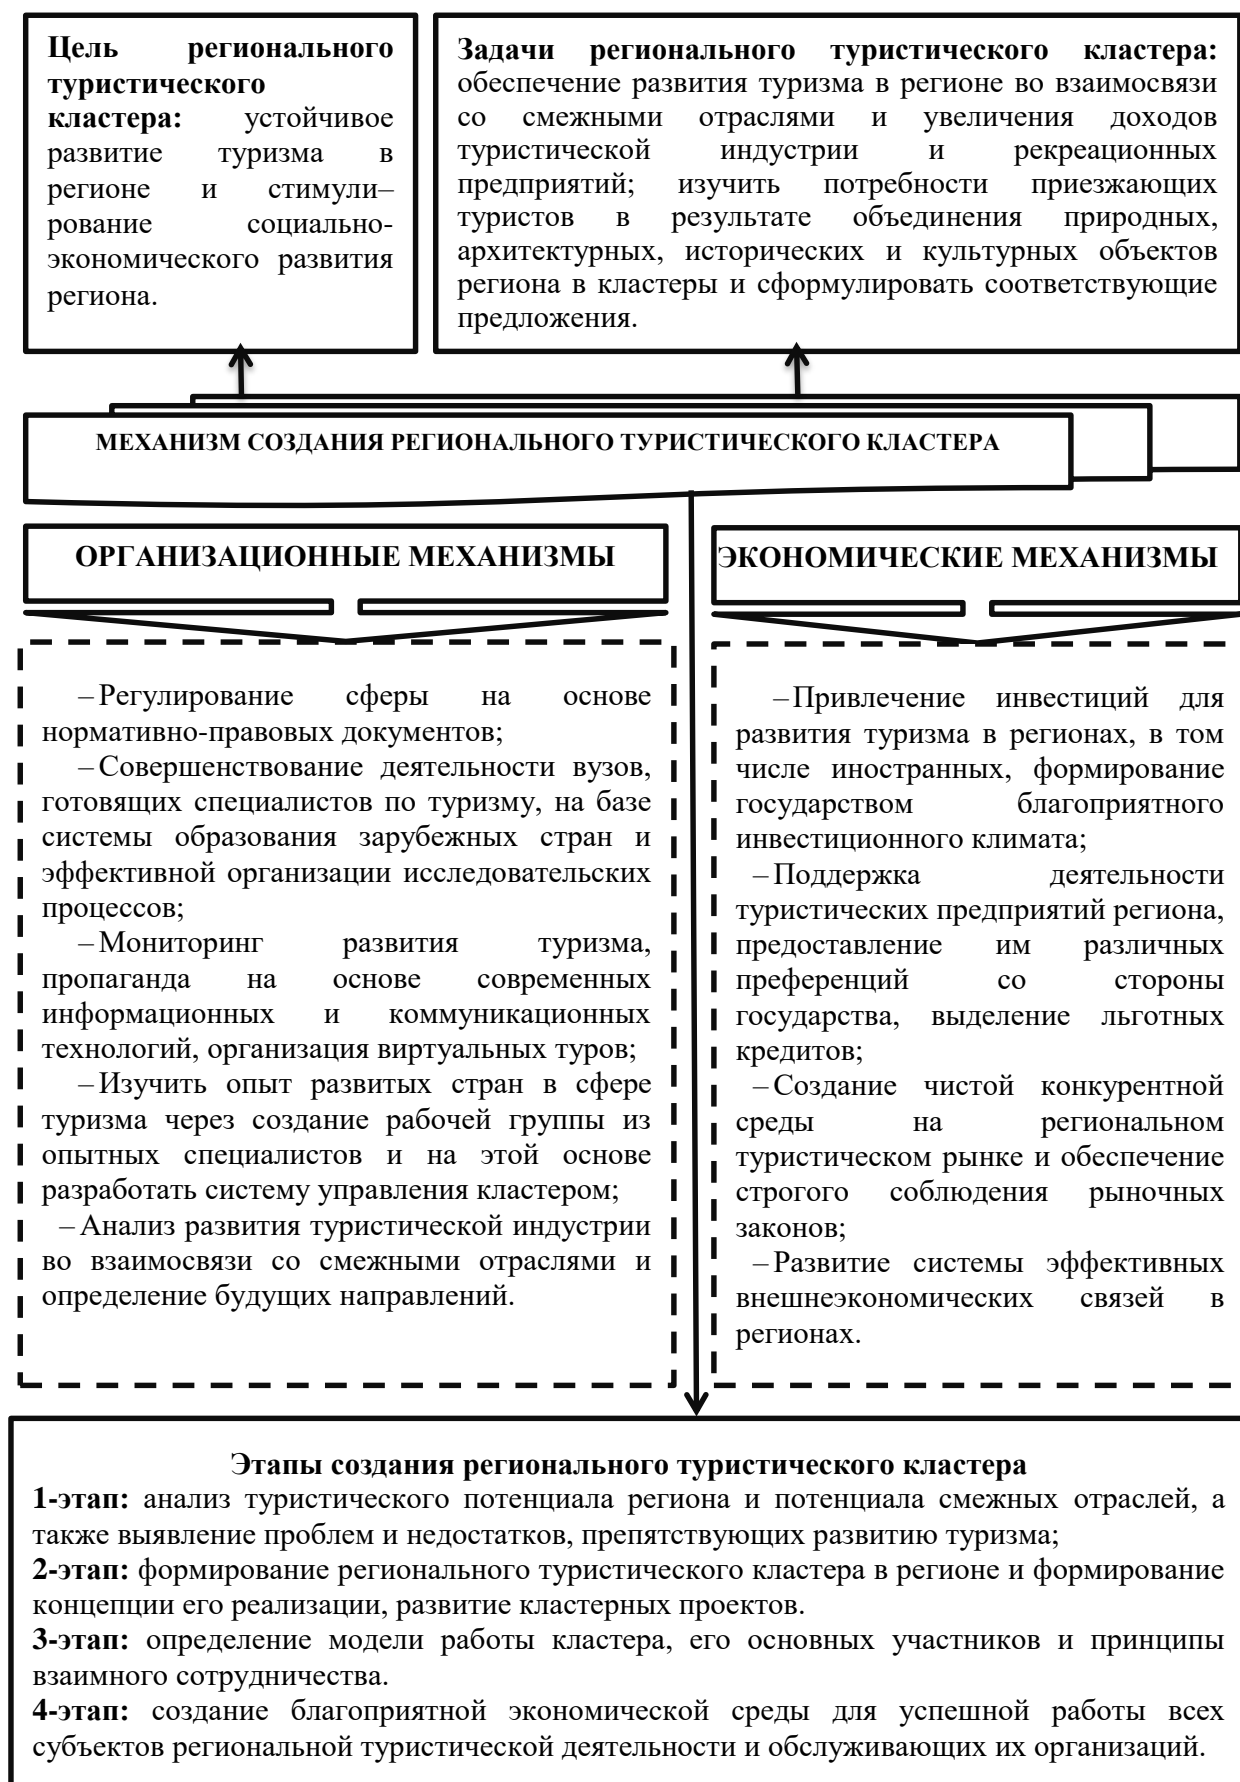 Цель регионального
туристического
кластера: устойчивое
развитие туризма в
регионе и стимули–
рование социально-
экономического развития
региона.
Задачи регионального туристического кластера:
обеспечение развития туризма в регионе во взаимосвязи
со смежными отраслями и увеличения доходов
туристической индустрии и рекреационных
предприятий; изучить потребности приезжающих
туристов в результате объединения природных,
архитектурных, исторических и культурных объектов
региона в кластеры и сформулировать соответствующие
предложения.
МЕХАНИЗМ СОЗДАНИЯ РЕГИОНАЛЬНОГО ТУРИСТИЧЕСКОГО КЛАСТЕРА
ОРГАНИЗАЦИОННЫЕ МЕХАНИЗМЫ
– Регулирование сферы на основе
нормативно-правовых документов;
– Совершенствование деятельности вузов,
готовящих специалистов по туризму, на базе
системы образования зарубежных стран и
эффективной организации исследовательских
процессов;
– Мониторинг развития туризма,
пропаганда на основе современных
информационных и коммуникационных
технологий, организация виртуальных туров;
– Изучить опыт развитых стран в сфере
туризма через создание рабочей группы из
опытных специалистов и на этой основе
разработать систему управления кластером;
– Анализ развития туристической индустрии
во взаимосвязи со смежными отраслями и
определение будущих направлений.
ЭКОНОМИЧЕСКИЕ МЕХАНИЗМЫ
– Привлечение инвестиций для
развития туризма в регионах, в том
числе иностранных, формирование
государством благоприятного
инвестиционного климата;
– Поддержка деятельности
туристических предприятий региона,
предоставление им различных
преференций со стороны
государства, выделение льготных
кредитов;
– Создание чистой конкурентной
среды на региональном
туристическом рынке и обеспечение
строгого соблюдения рыночных
законов;
– Развитие системы эффективных
внешнеэкономических связей в
регионах.
Этапы создания регионального туристического кластера
1-этап: анализ туристического потенциала региона и потенциала смежных отраслей, а
также выявление проблем и недостатков, препятствующих развитию туризма;
2-этап: формирование регионального туристического кластера в регионе и формирование
концепции его реализации, развитие кластерных проектов.
3-этап: определение модели работы кластера, его основных участников и принципы
взаимного сотрудничества.
4-этап: создание благоприятной экономической среды для успешной работы всех
субъектов региональной туристической деятельности и обслуживающих их организаций.